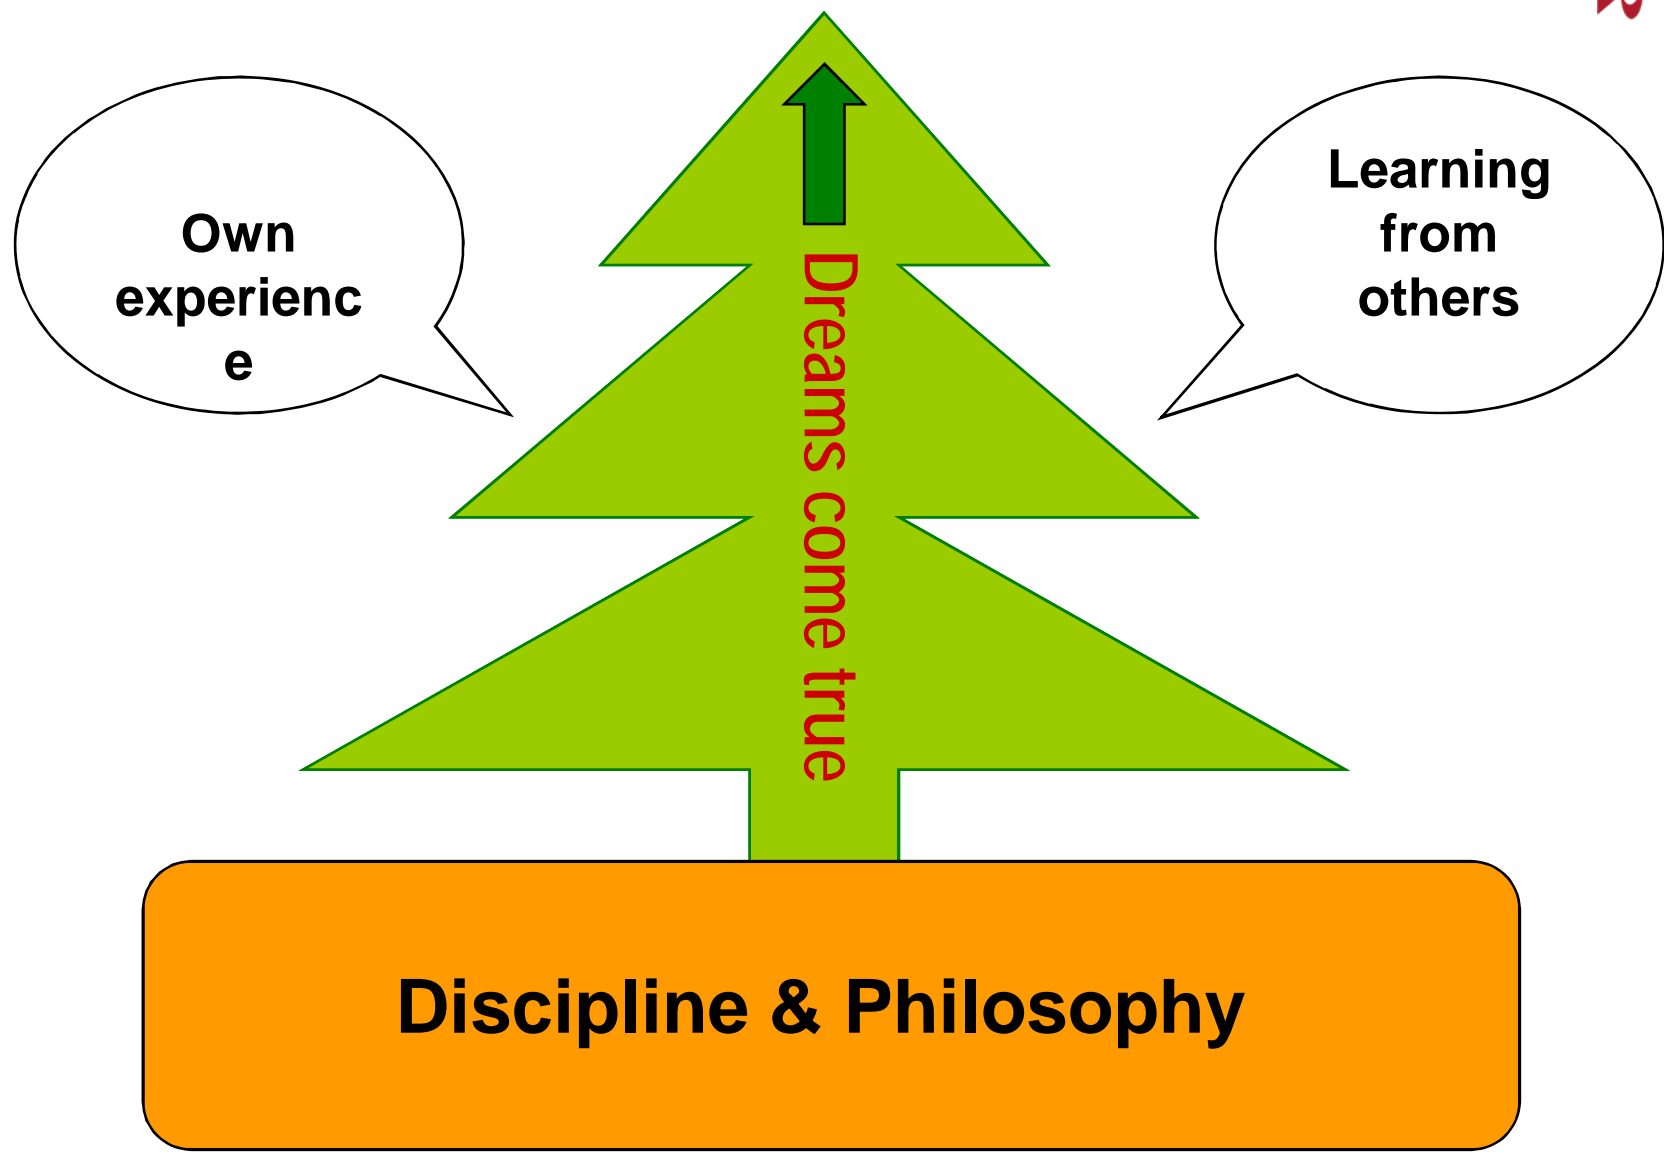 Own
experienc
e
Learning
from
others
Dreams come true
Discipline & Philosophy